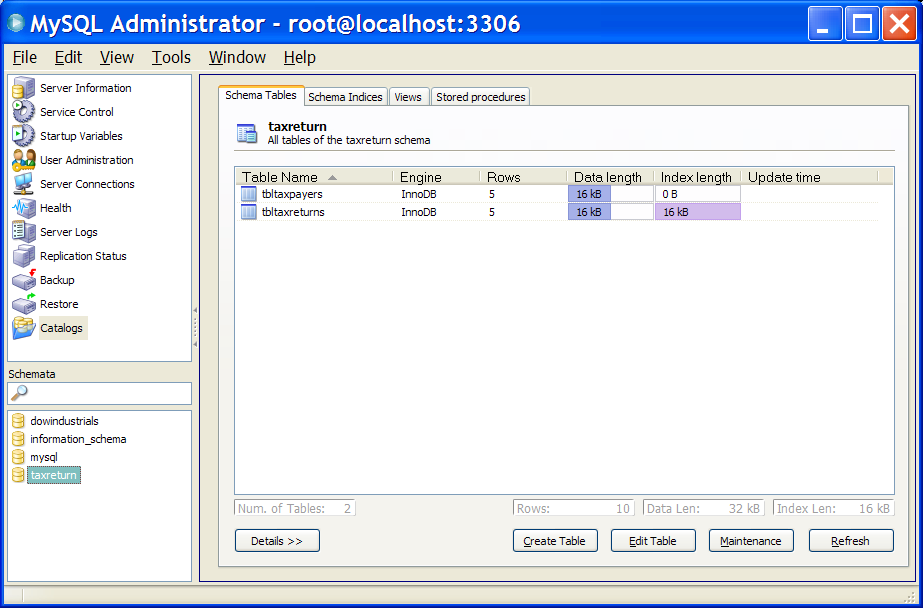 MySQL Administrator - root@localhost:3306
File Edit View Tools Window Help
Server Information
Service Control
Startup Variables
User Administration
Server Connections
Health
Server Logs
Replication Status
Backup
Restore
Catalogs
Schemata
dowindustrials
information_schema
mysql
taxreturn
Schema Tables Schema Indices Views Stored procedures
taxreturn
All tables of the taxreturn schema
Table Name Engine Rows Data length Index length Update time
tbltaxpayers InnoDB 5 16 kB 0 B
tbltaxreturns InnoDB 5 16 kB 16 kB
Num. of Tables: 2 Rows: 10 Data Len: 32 kB Index Len: 16 kB
Details >> Create Table Edit Table Maintenance Refresh